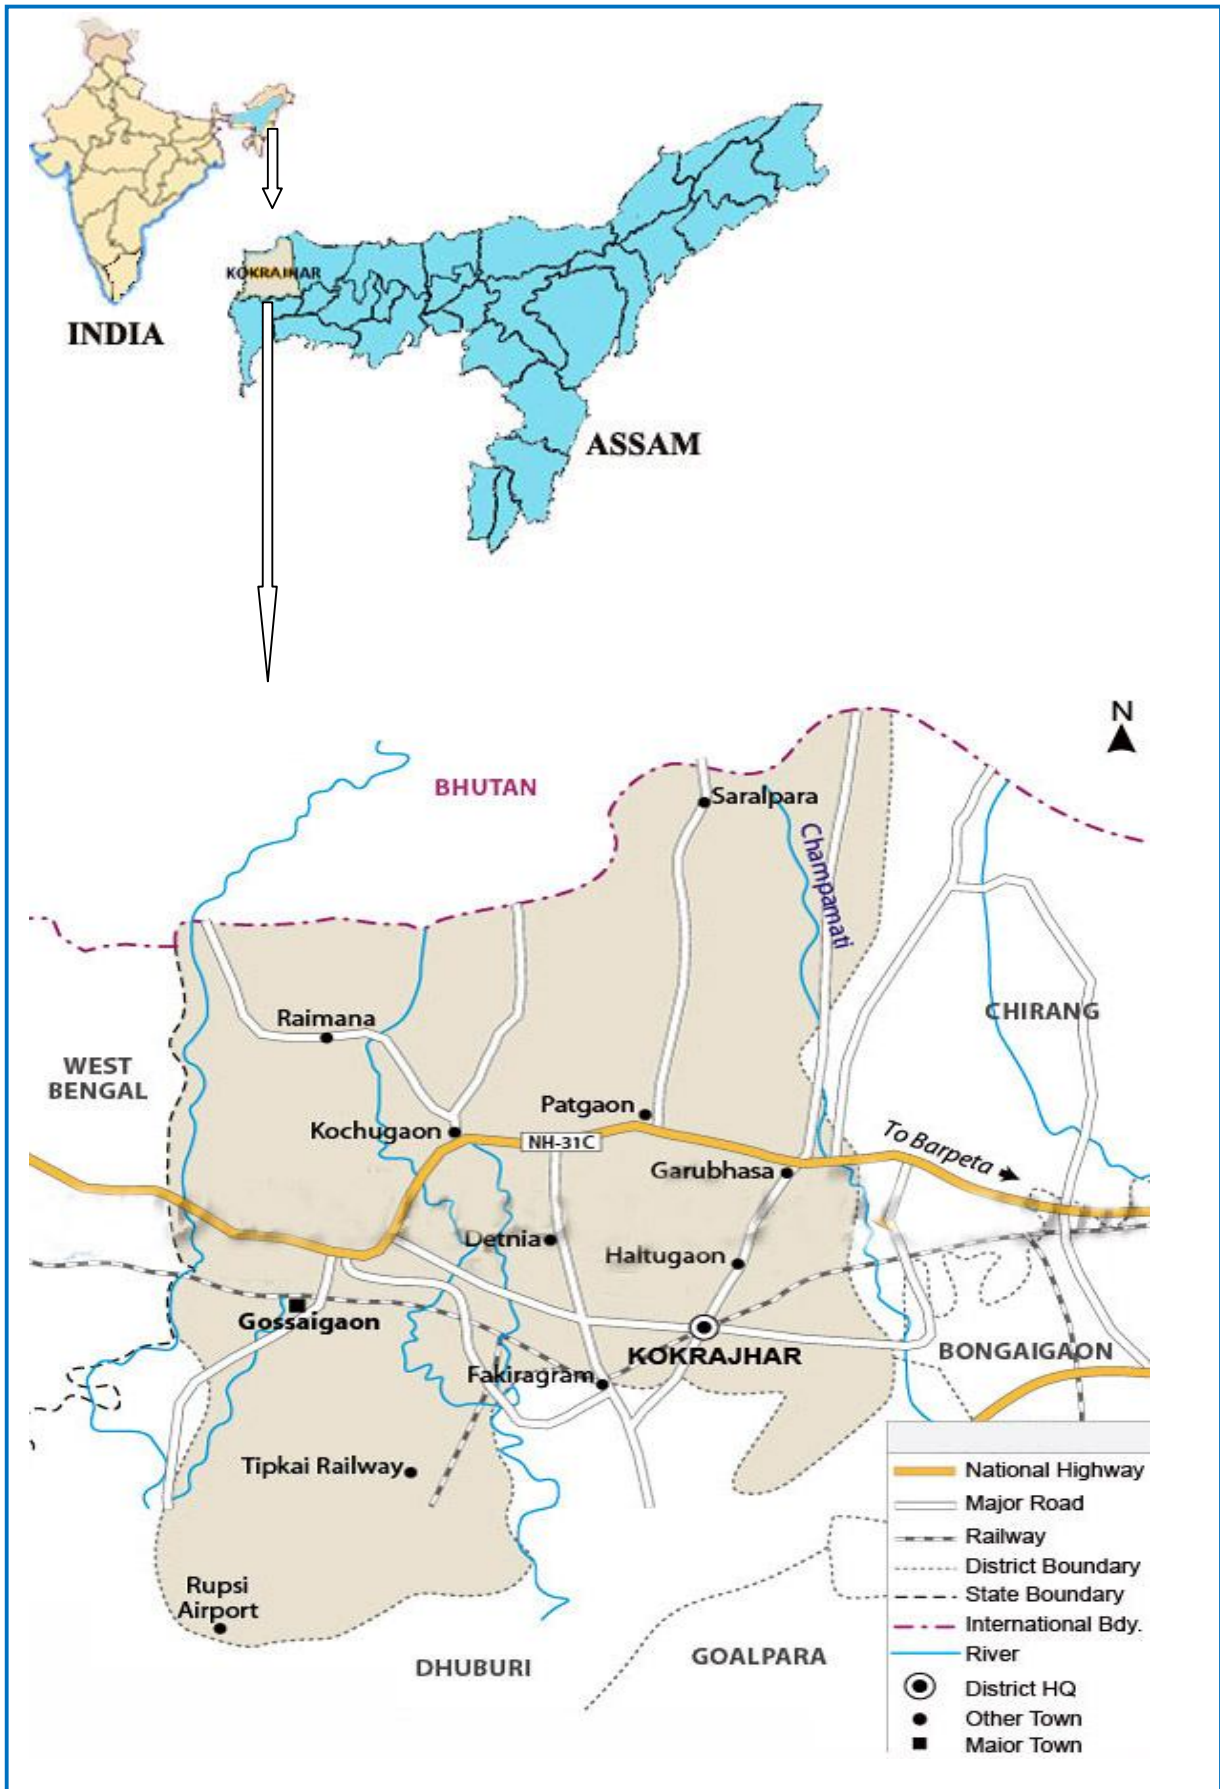 KOKRAJHAR
INDIA
ASSAM
N
BHUTAN
Saralpara
Champamati
Raimana
CHIRANG
WEST
BENGAL
Patgaon
Kochugaon
NH-31C
To Barpeta
Garubhasa
Detnia
Haltugaon
Gossaigaon
KOKRAJHAR
BONGAIGAON
Fakiragram
Tipkai Railway
National Highway
Major Road
Railway
District Boundary
State Boundary
International Bdy.
River
District HQ
Other Town
Maior Town
Rupsi
Airport
DHUBURI
GOALPARA